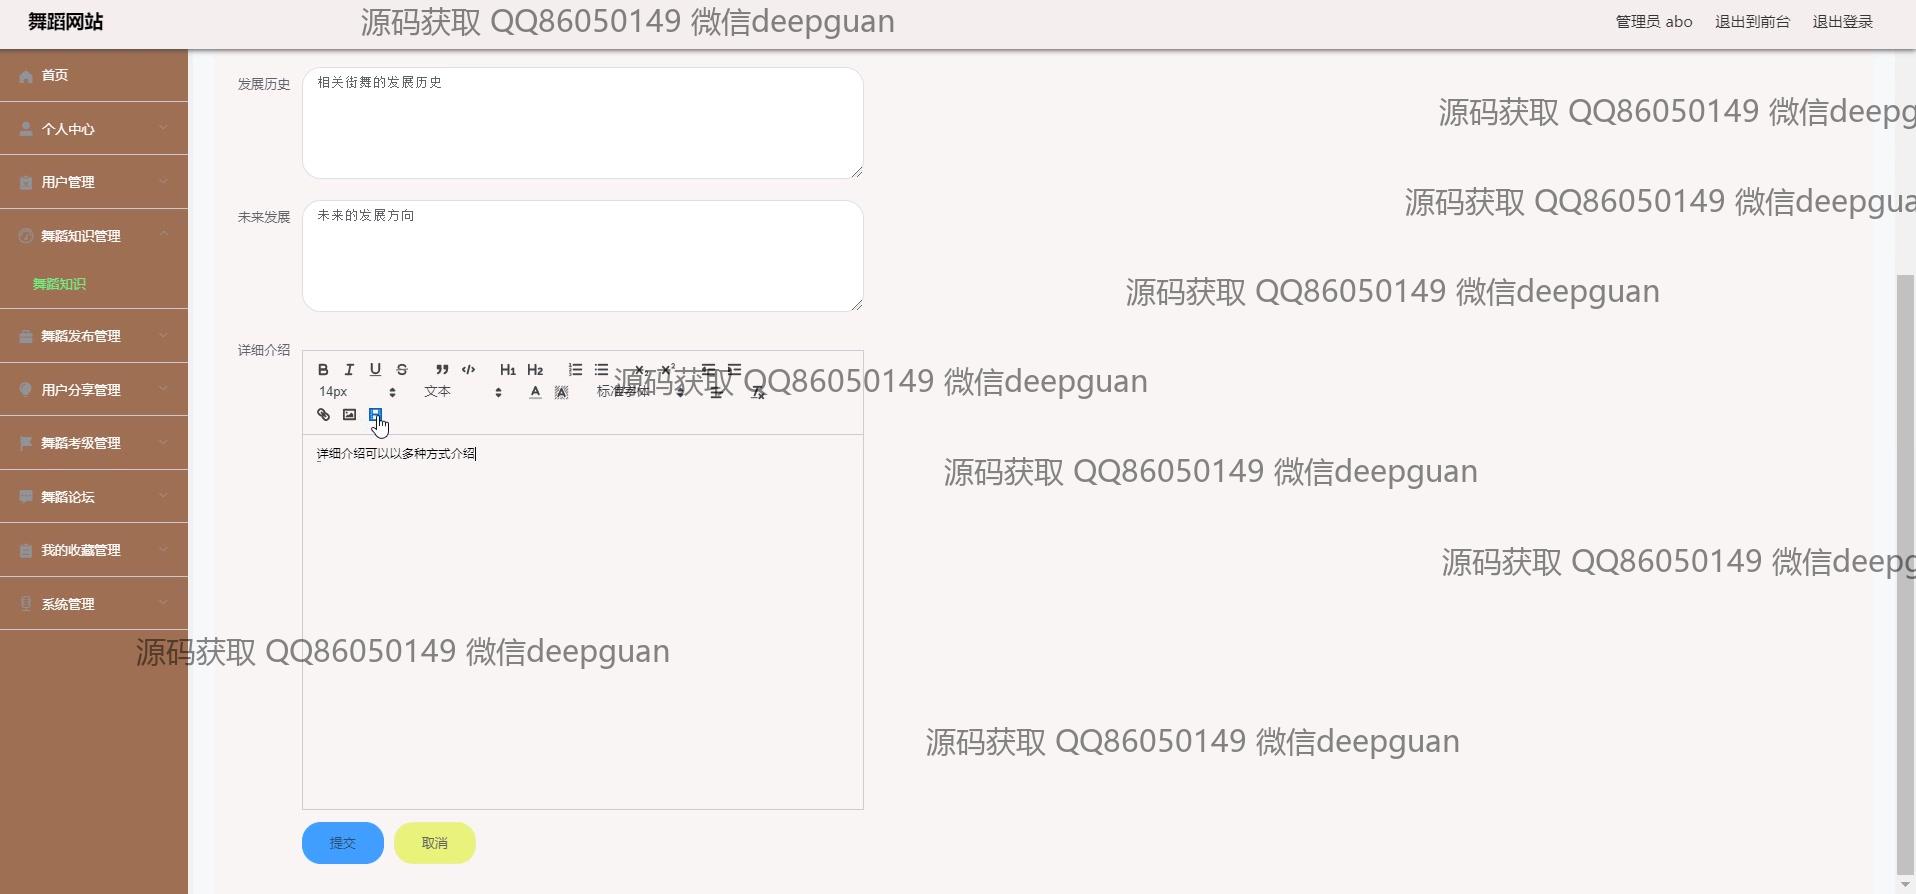 舞蹈网站
源码获取 QQ86050149 微信deepguan
管理员 abo
退出到前台
退出登录
首页
个人中心
用户管理
舞蹈知识管理
舞蹈知识
舞蹈发布管理
用户分享管理
舞蹈考级管理
舞蹈论坛
我的收藏管理
系统管理
发展历史
相关街舞的发展历史
源码获取 QQ86050149 微信deepg
未来发展
未来的发展方向
源码获取 QQ86050149 微信deepgua
源码获取 QQ86050149 微信deepguan
详细介绍
B I U S H1 H2 X2 X2
14px 文本 A A 标准字体 Tx
源码获取 QQ86050149 微信deepguan
详细介绍可以以多种方式介绍
源码获取 QQ86050149 微信deepguan
源码获取 QQ86050149 微信deepg
源码获取 QQ86050149 微信deepguan
源码获取 QQ86050149 微信deepguan
提交
取消